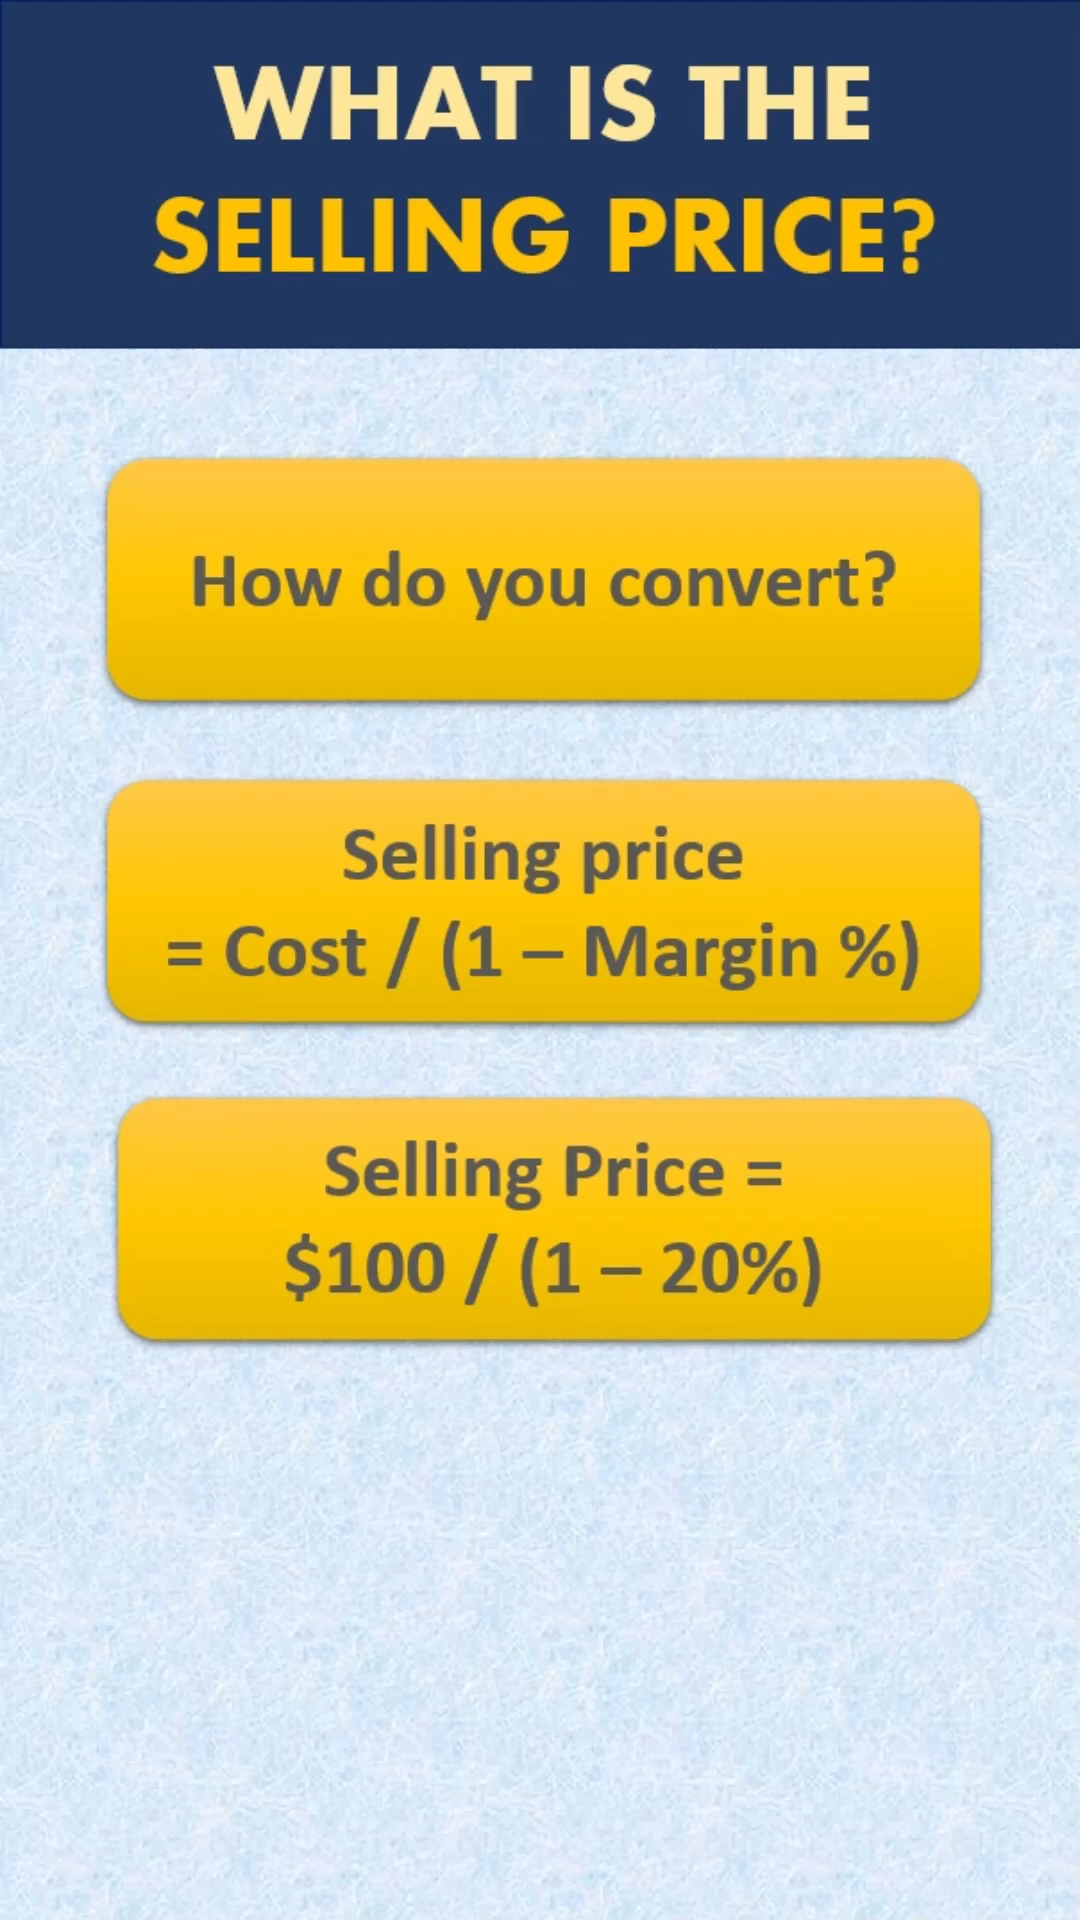 WHAT IS THE
SELLING PRICE?
How do you convert?
Selling price
= Cost / (1 – Margin %)
Selling Price =
$100 / (1 – 20%)